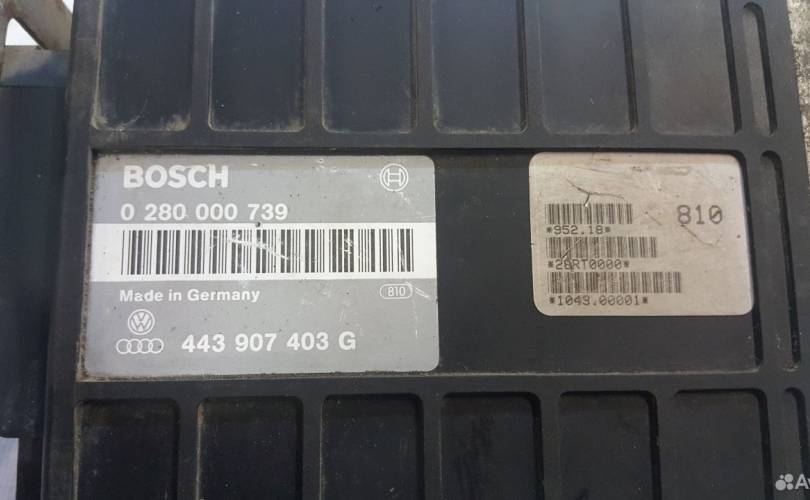 BOSCH
0 280 000 739
Made in Germany
810
443 907 403 G
810
*952.18*
*28RT0000*
*1049.00001*